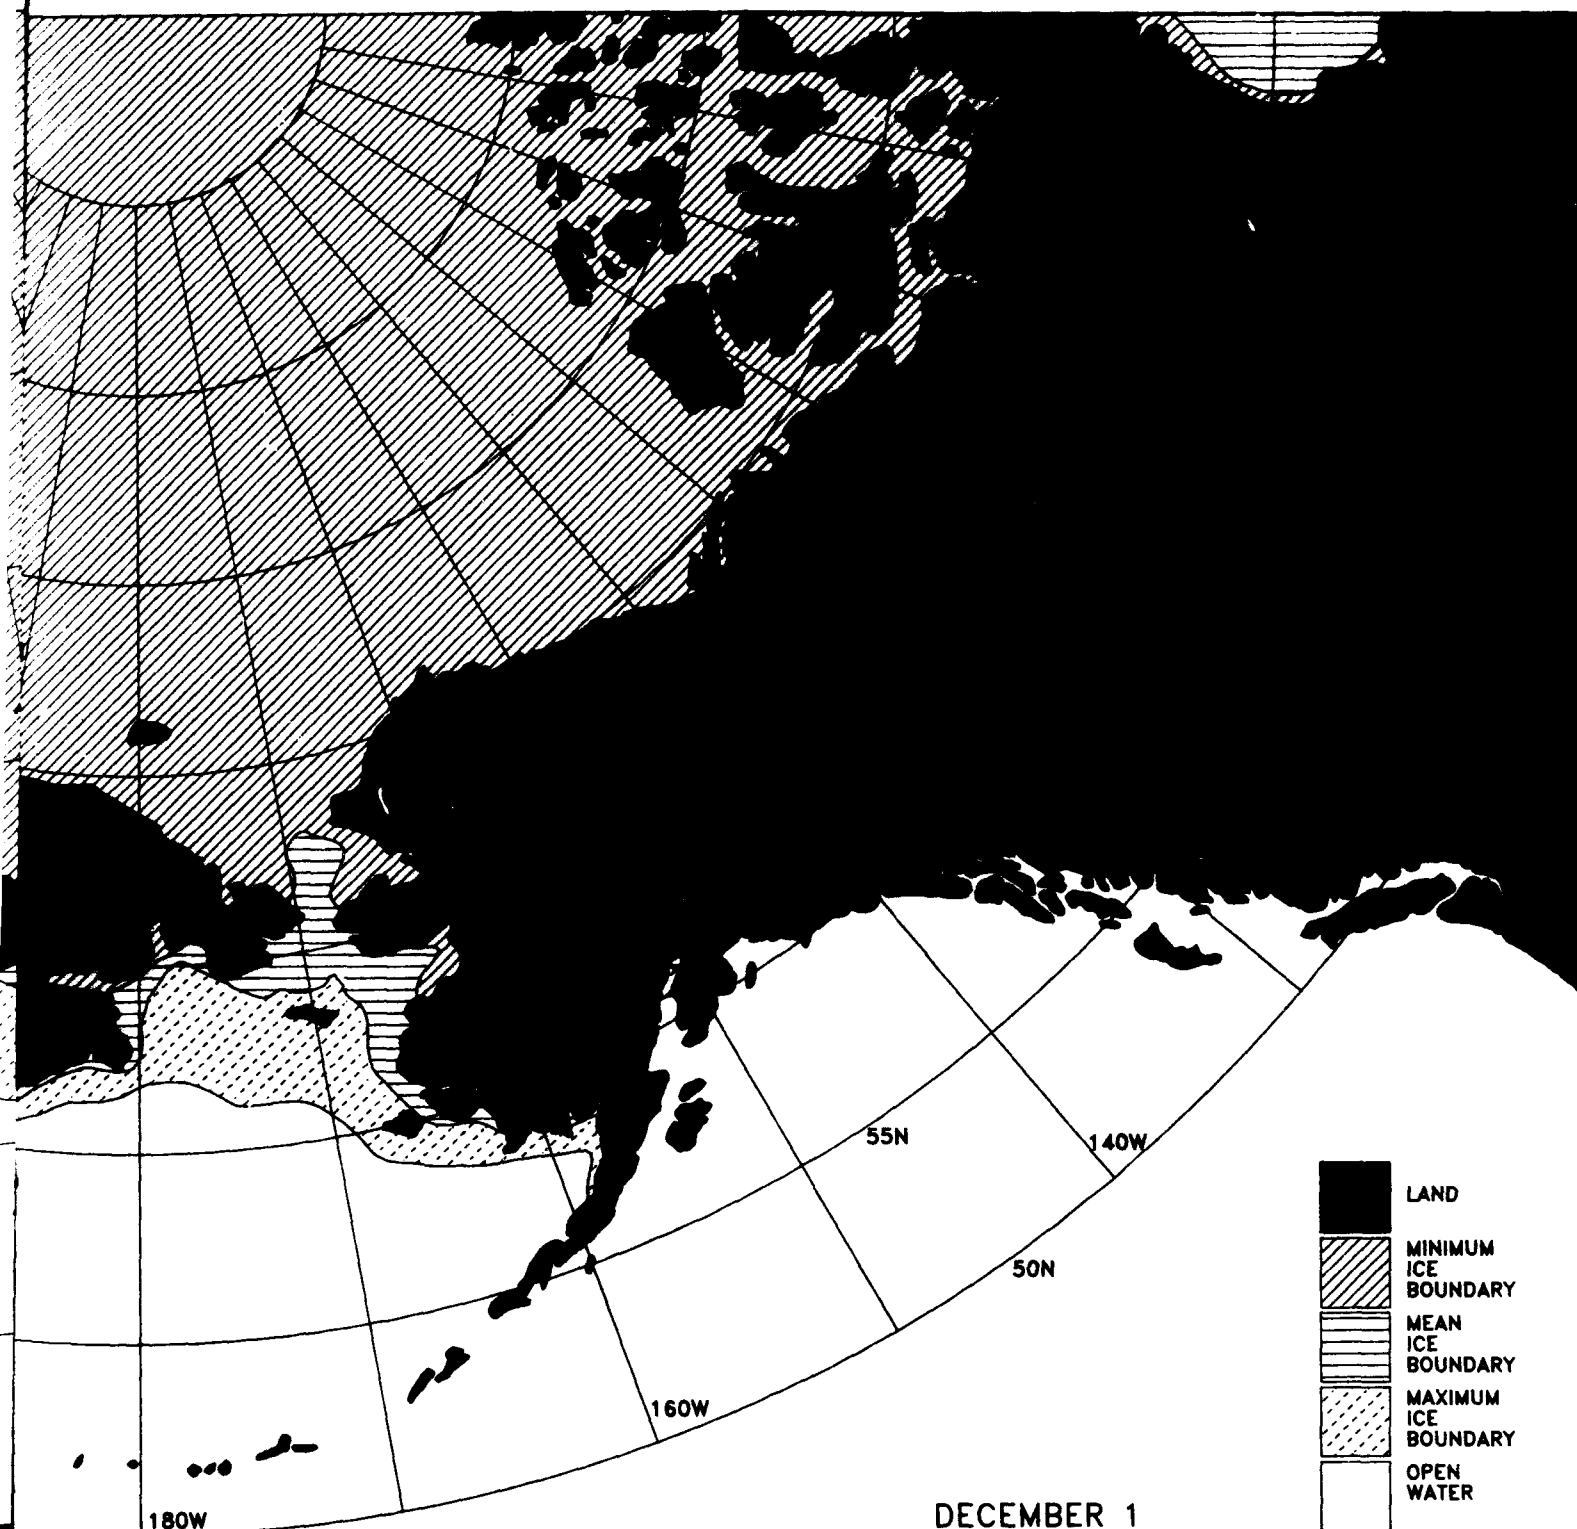 55N
140W
50N
160W
180W
LAND
MINIMUM
ICE
BOUNDARY
MEAN
ICE
BOUNDARY
MAXIMUM
ICE
BOUNDARY
OPEN
WATER
DECEMBER 1